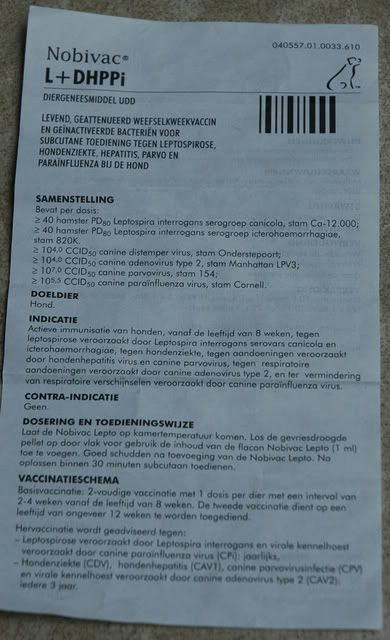 040557.01.0033.610
Nobivac®
L+DHPPi
DIERGENEESMIDDEL UDD
LEVEND, GEATTENUEERD WEEFSELKWEEKVACCIN
EN GEÏNACTIVEERDE BACTERIËN VOOR
SUBCUTANE TOEDIENING TEGEN LEPTOSPIROSE,
HONDENZIEKTE, HEPATITIS, PARVO EN
PARAÏNFLUENZA BIJ DE HOND
SAMENSTELLING
Bevat per dosis:
≥ 40 hamster PD80 Leptospira interrogans serogroep canicola, stam Ca-12.000;
≥ 40 hamster PD80 Leptospira interrogans serogroep icterohaemorrhagiae,
stam 820K.
≥ 10^4.0 CCID50 canine distemper virus, stam Onderstepoort;
≥ 10^4.0 CCID50 canine adenovirus type 2, stam Manhattan LPV3;
≥ 10^7.0 CCID50 canine parvovirus, stam 154;
≥ 10^5.5 CCID50 canine paraïnfluenza virus, stam Cornell.
DOELDIER
Hond.
INDICATIE
Actieve immunisatie van honden, vanaf de leeftijd van 8 weken, tegen
leptospirose veroorzaakt door Leptospira interrogans serovars canicola en
icterohaemorrhagiae, tegen hondenziekte, tegen aandoeningen veroorzaakt
door hondenhepatitis virus en canine parvovirus, tegen respiratoire
aandoeningen veroorzaakt door canine adenovirus type 2, en ter vermindering
van respiratoire verschijnselen veroorzaakt door canine paraïnfluenza virus.
CONTRA-INDICATIE
Geen.
DOSERING EN TOEDIENINGSWIJZE
Laat de Nobivac Lepto op kamertemperatuur komen. Los de gevriesdroogde
pellet op door vlak voor gebruik de inhoud van de flacon Nobivac Lepto (1 ml)
toe te voegen. Goed schudden na toevoeging van de Nobivac Lepto. Na
oplossen binnen 30 minuten subcutaan toedienen.
VACCINATIESCHEMA
Basisvaccinatie: 2-voudige vaccinatie met 1 dosis per dier met een interval van
2-4 weken vanaf de leeftijd van 8 weken. De tweede vaccinatie dient op een
leeftijd van ongeveer 12 weken te worden toegediend.
Hervaccinatie wordt geadviseerd tegen:
– Leptospirose veroorzaakt door Leptospira interrogans en virale kennelhoest
veroorzaakt door canine paraïnfluenza virus (CPi): jaarlijks.
– Hondenziekte (CDV), hondenhepatitis (CAV1), canine parvovirusinfectie (CPV)
en virale kennelhoest veroorzaakt door canine adenovirus type 2 (CAV2):
iedere 3 jaar.